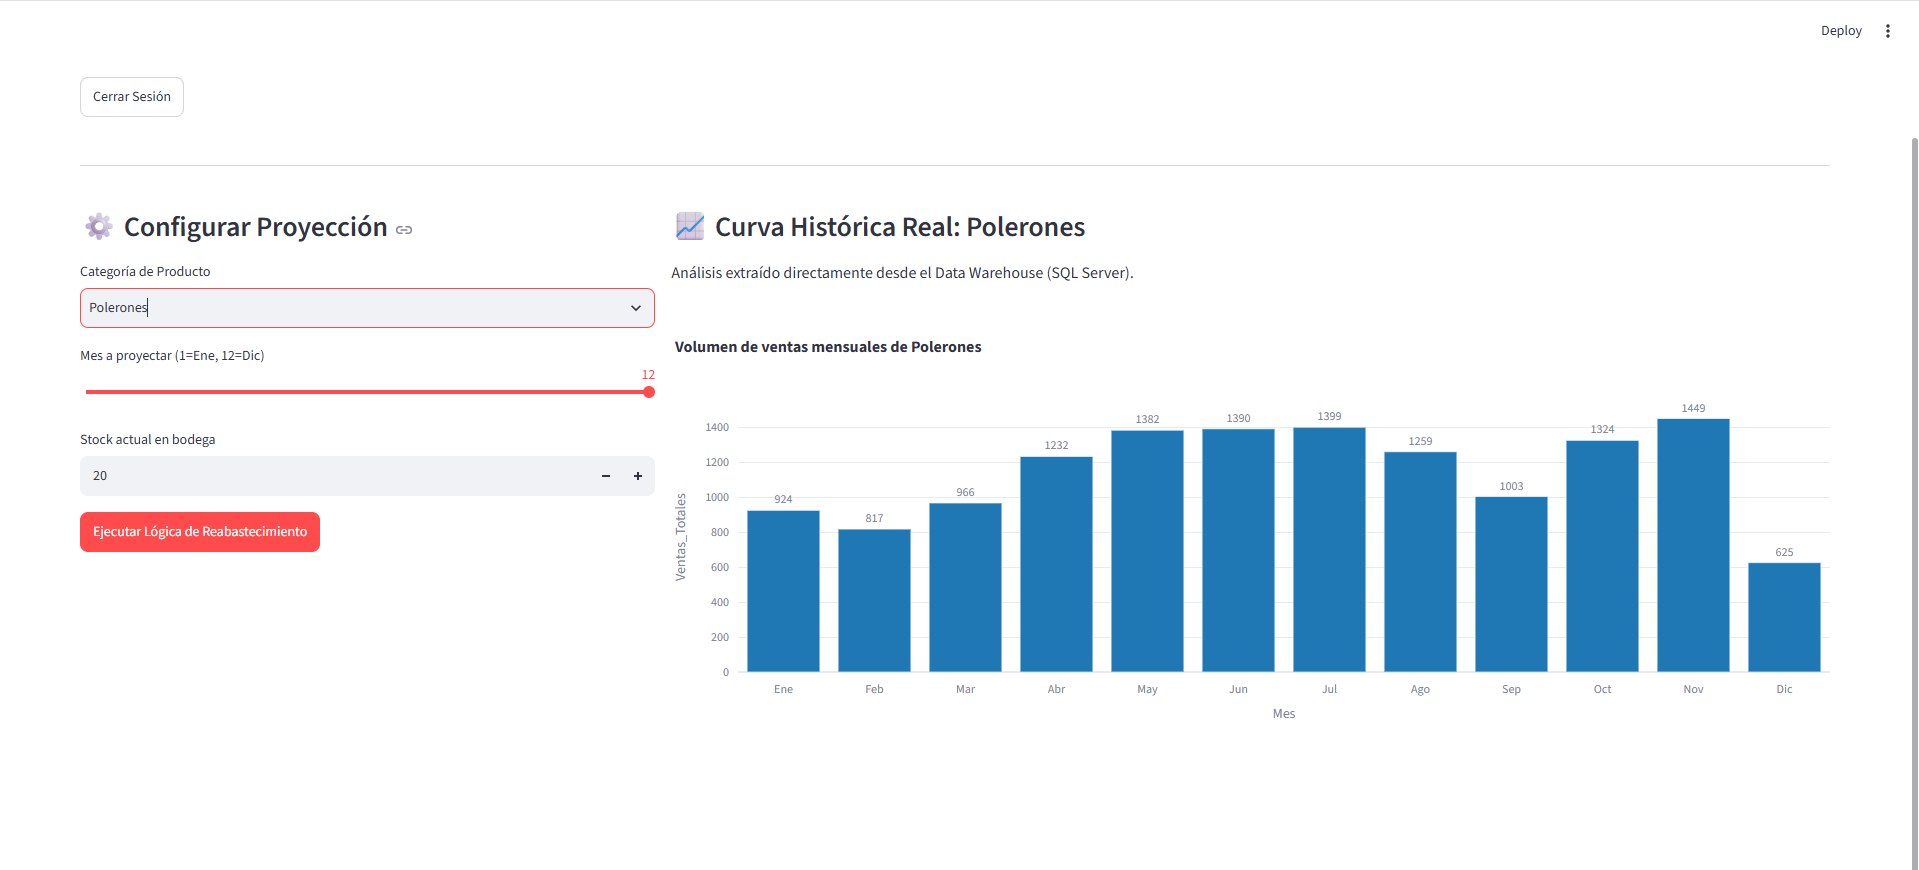 Deploy
Cerrar Sesión
Configurar Proyección
Categoría de Producto
Polerones
Mes a proyectar (1=Ene, 12=Dic)
12
Stock actual en bodega
20
Ejecutar Lógica de Reabastecimiento
Curva Histórica Real: Polerones
Análisis extraído directamente desde el Data Warehouse (SQL Server).
Volumen de ventas mensuales de Polerones
Ventas_Totales
1400
1200
1000
800
600
400
200
0
924
817
966
1232
1382
1390
1399
1259
1003
1324
1449
625
Ene Feb Mar Abr May Jun Jul Ago Sep Oct Nov Dic
Mes